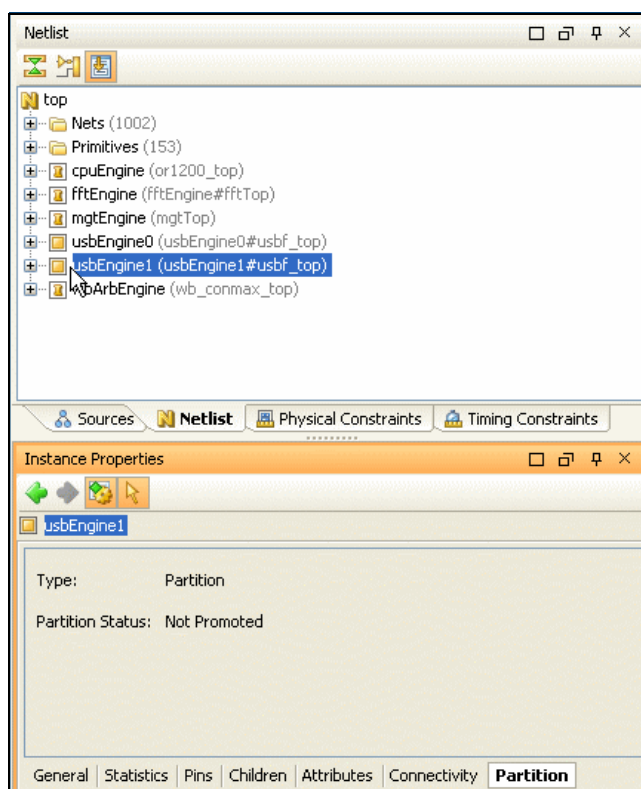 Netlist
top
Nets (1002)
Primitives (153)
cpuEngine (or1200_top)
fftEngine (fftEngine#fftTop)
mgtEngine (mgtTop)
usbEngine0 (usbEngine0#usbf_top)
usbEngine1 (usbEngine1#usbf_top)
wbArbEngine (wb_conmax_top)
Sources Netlist Physical Constraints Timing Constraints
Instance Properties
usbEngine1
Type: Partition
Partition Status: Not Promoted
General Statistics Pins Children Attributes Connectivity Partition